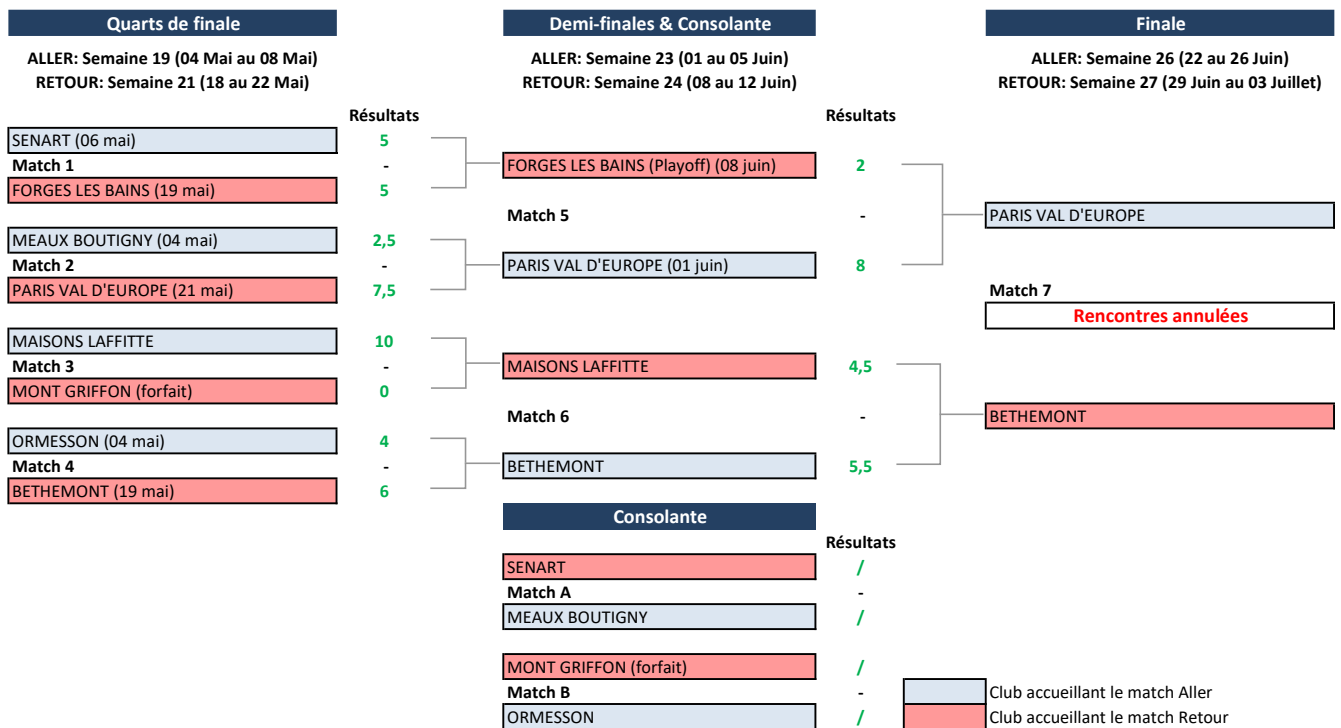 Quarts de finale
ALLER: Semaine 19 (04 Mai au 08 Mai)
RETOUR: Semaine 21 (18 au 22 Mai)
Résultats
SENART (06 mai) 5
Match 1 -
FORGES LES BAINS (19 mai) 5
MEAUX BOUTIGNY (04 mai) 2,5
Match 2 -
PARIS VAL D'EUROPE (21 mai) 7,5
MAISONS LAFFITTE 10
Match 3 -
MONT GRIFFON (forfait) 0
ORMESSON (04 mai) 4
Match 4 -
BETHEMONT (19 mai) 6
Demi-finales & Consolante
ALLER: Semaine 23 (01 au 05 Juin)
RETOUR: Semaine 24 (08 au 12 Juin)
Résultats
FORGES LES BAINS (Playoff) (08 juin) 2
Match 5 -
PARIS VAL D'EUROPE (01 juin) 8
MAISONS LAFFITTE 4,5
Match 6 -
BETHEMONT 5,5
Consolante
Résultats
SENART /
Match A -
MEAUX BOUTIGNY /
MONT GRIFFON (forfait) /
Match B -
ORMESSON /
Finale
ALLER: Semaine 26 (22 au 26 Juin)
RETOUR: Semaine 27 (29 Juin au 03 Juillet)
PARIS VAL D'EUROPE
Match 7
Rencontres annulées
BETHEMONT
Club accueillant le match Aller
Club accueillant le match Retour